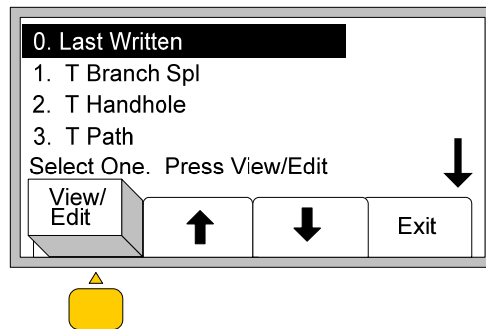 0. Last Written
1. T Branch Spl
2. T Handhole
3. T Path
Select One. Press View/Edit
View/
Edit
Exit